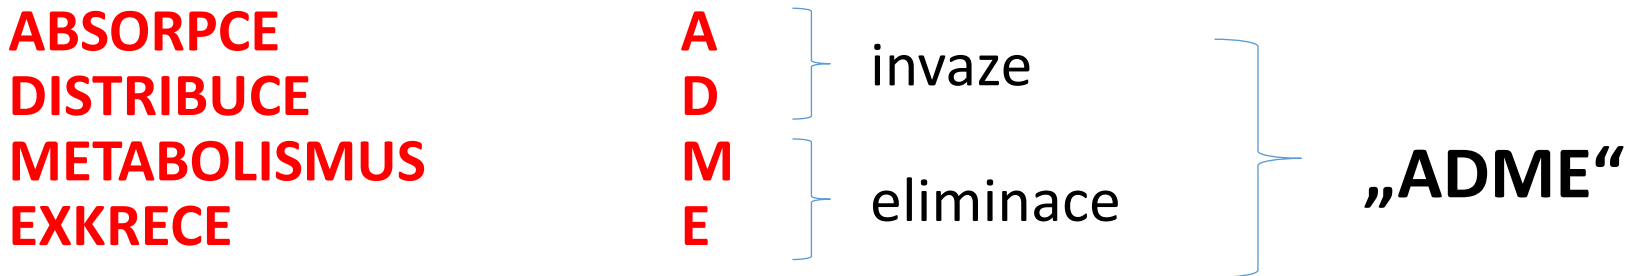 ABSORPCE A
DISTRIBUCE D
METABOLISMUS M
EXKRECE E
invaze
eliminace
„ADME“